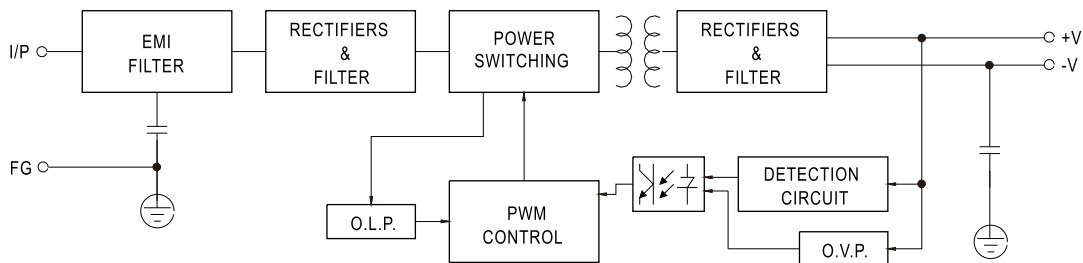 I/P
EMI
FILTER
RECTIFIERS
&
FILTER
POWER
SWITCHING
RECTIFIERS
&
FILTER
+V
-V
FG
O.L.P.
PWM
CONTROL
DETECTION
CIRCUIT
O.V.P.